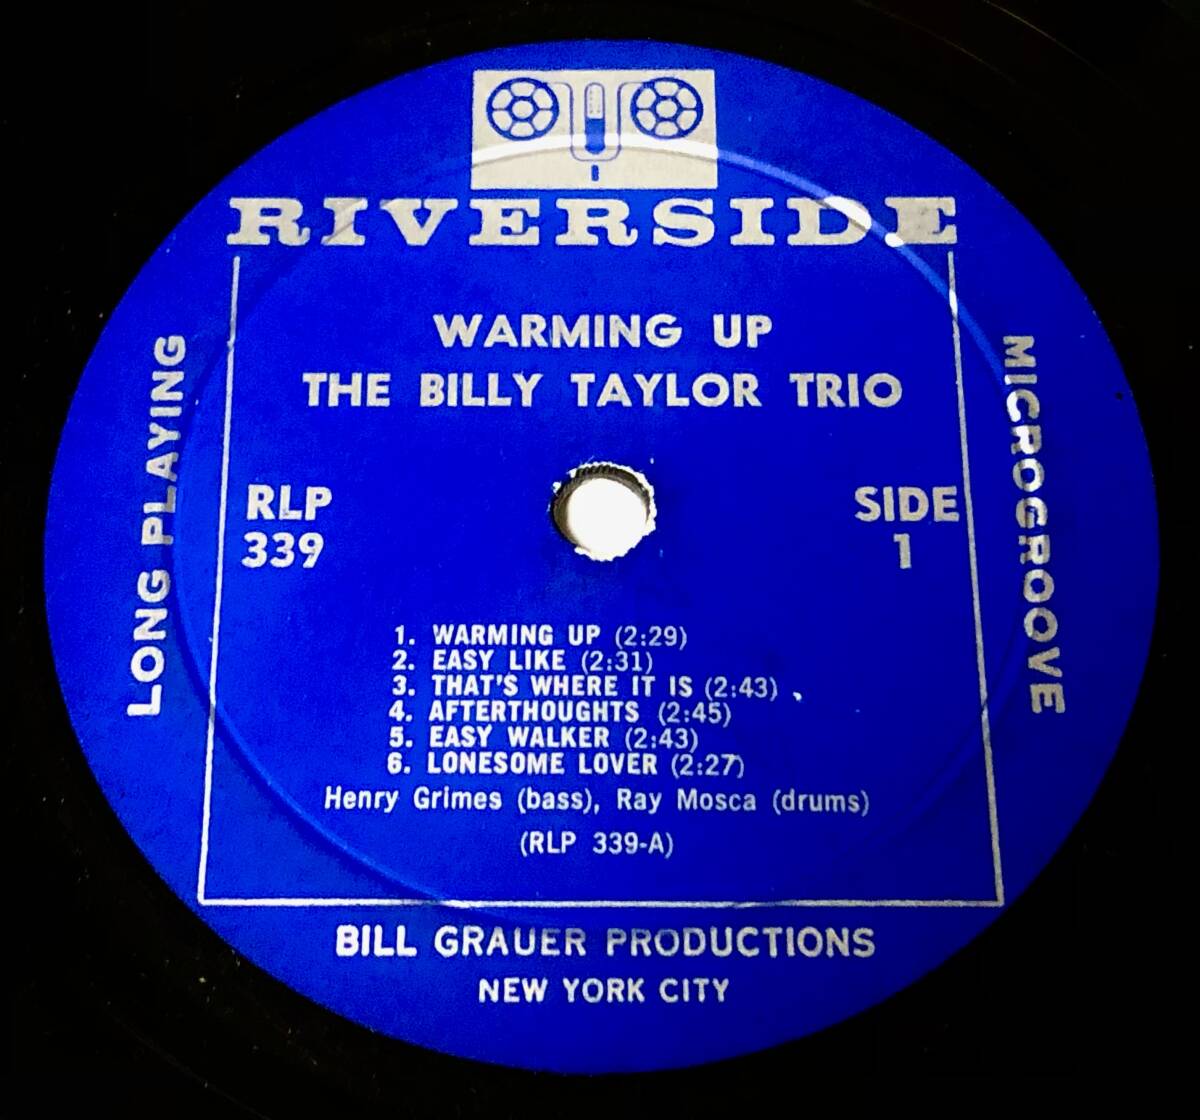 RIVERSIDE
WARMING UP
THE BILLY TAYLOR TRIO
LONG PLAYING
MICROGROOVE
RLP
339
SIDE
1
1. WARMING UP (2:29)
2. EASY LIKE (2:31)
3. THAT'S WHERE IT IS (2:43)
4. AFTERTHOUGHTS (2:45)
5. EASY WALKER (2:43)
6. LONESOME LOVER (2:27)
Henry Grimes (bass), Ray Mosca (drums)
(RLP 339-A)
BILL GRAUER PRODUCTIONS
NEW YORK CITY